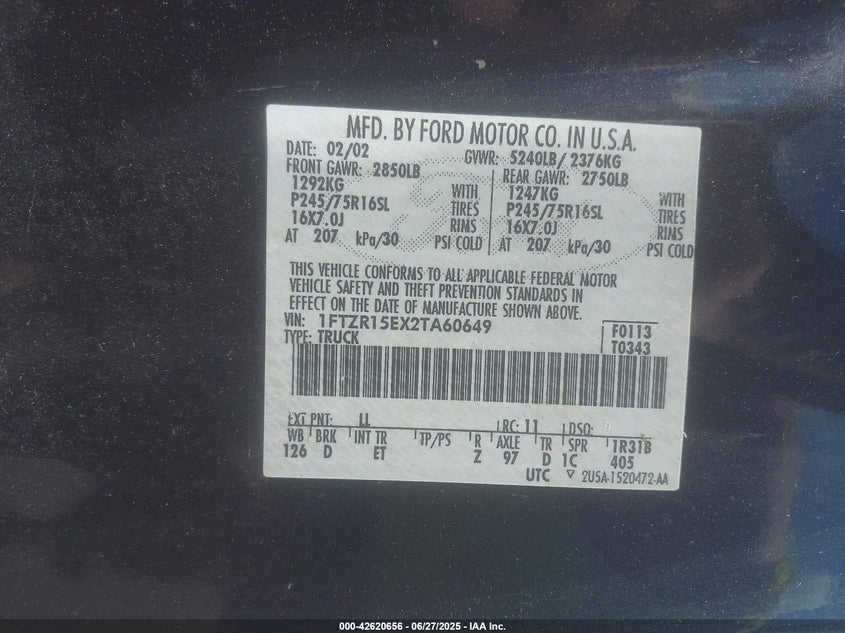 MFD. BY FORD MOTOR CO. IN U.S.A.
DATE: 02/02 GVWR: 5240LB/ 2376KG
FRONT GAWR: 2850LB REAR GAWR: 2750LB
1292KG WITH 1247KG WITH
P245/75R16SL TIRES P245/75R16SL TIRES
16X7.0J RIMS 16X7.0J RIMS
AT 207 kPa/30 PSI COLD AT 207 kPa/30 PSI COLD
THIS VEHICLE CONFORMS TO ALL APPLICABLE FEDERAL MOTOR
VEHICLE SAFETY AND THEFT PREVENTION STANDARDS IN
EFFECT ON THE DATE OF MANUFACTURE SHOWN ABOVE.
VIN: 1FTZR15EX2TA60649 F0113
TYPE: TRUCK T0343
EXT PNT: LL RC: 11 DSO:
WB BRK INT TR TP/PS R AXLE TR SPR TR31B
126 D ET Z 97 D 1C 405
UTC ▽ 2U5A-1520472-AA
000-42620656 - 06/27/2025 - IAA Inc.